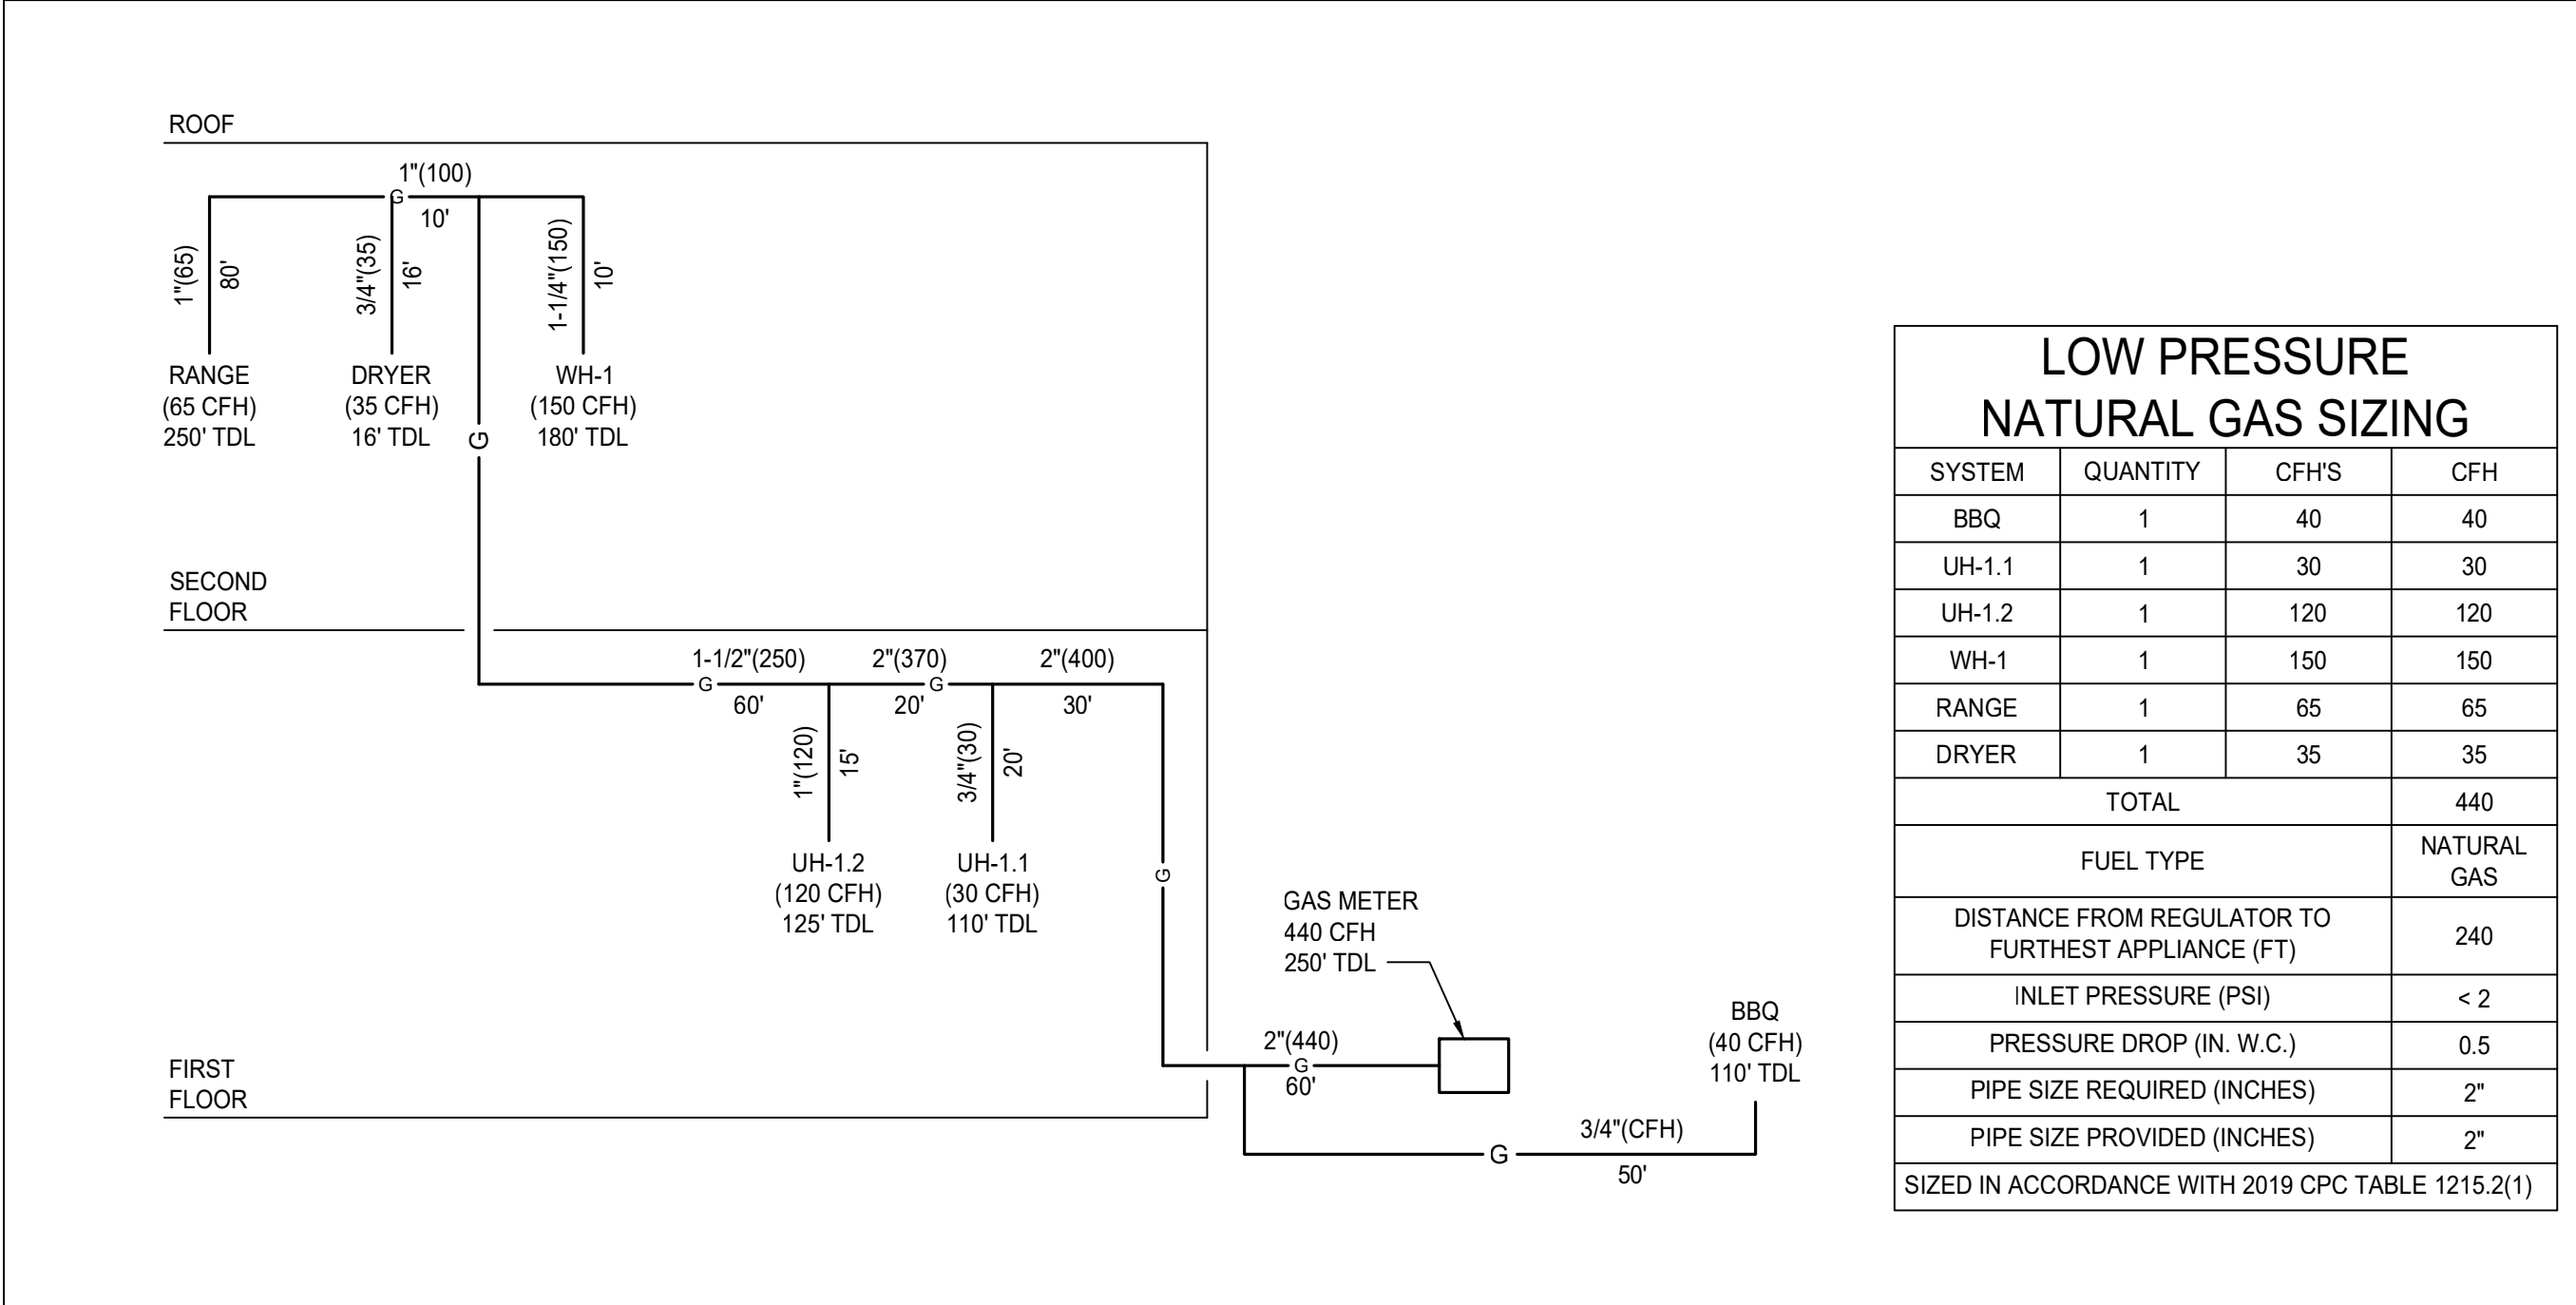 ROOF
1"(100)
G
10'
1"(65)
80'
3/4"(35)
16'
1-1/4"(150)
10'
RANGE
(65 CFH)
250' TDL
DRYER
(35 CFH)
16' TDL
WH-1
(150 CFH)
180' TDL
G
SECOND
FLOOR
1-1/2"(250)
G
60'
2"(370)
G
20'
2"(400)
30'
1"(120)
15'
3/4"(30)
20'
UH-1.2
(120 CFH)
125' TDL
UH-1.1
(30 CFH)
110' TDL
G
GAS METER
440 CFH
250' TDL
2"(440)
G
60'
BBQ
(40 CFH)
110' TDL
3/4"(CFH)
G
50'
FIRST
FLOOR
LOW PRESSURE
NATURAL GAS SIZING
SYSTEM QUANTITY CFH'S CFH
BBQ 1 40 40
UH-1.1 1 30 30
UH-1.2 1 120 120
WH-1 1 150 150
RANGE 1 65 65
DRYER 1 35 35
TOTAL 440
FUEL TYPE NATURAL
GAS
DISTANCE FROM REGULATOR TO
FURTHEST APPLIANCE (FT) 240
INLET PRESSURE (PSI) < 2
PRESSURE DROP (IN. W.C.) 0.5
PIPE SIZE REQUIRED (INCHES) 2"
PIPE SIZE PROVIDED (INCHES) 2"
SIZED IN ACCORDANCE WITH 2019 CPC TABLE 1215.2(1)